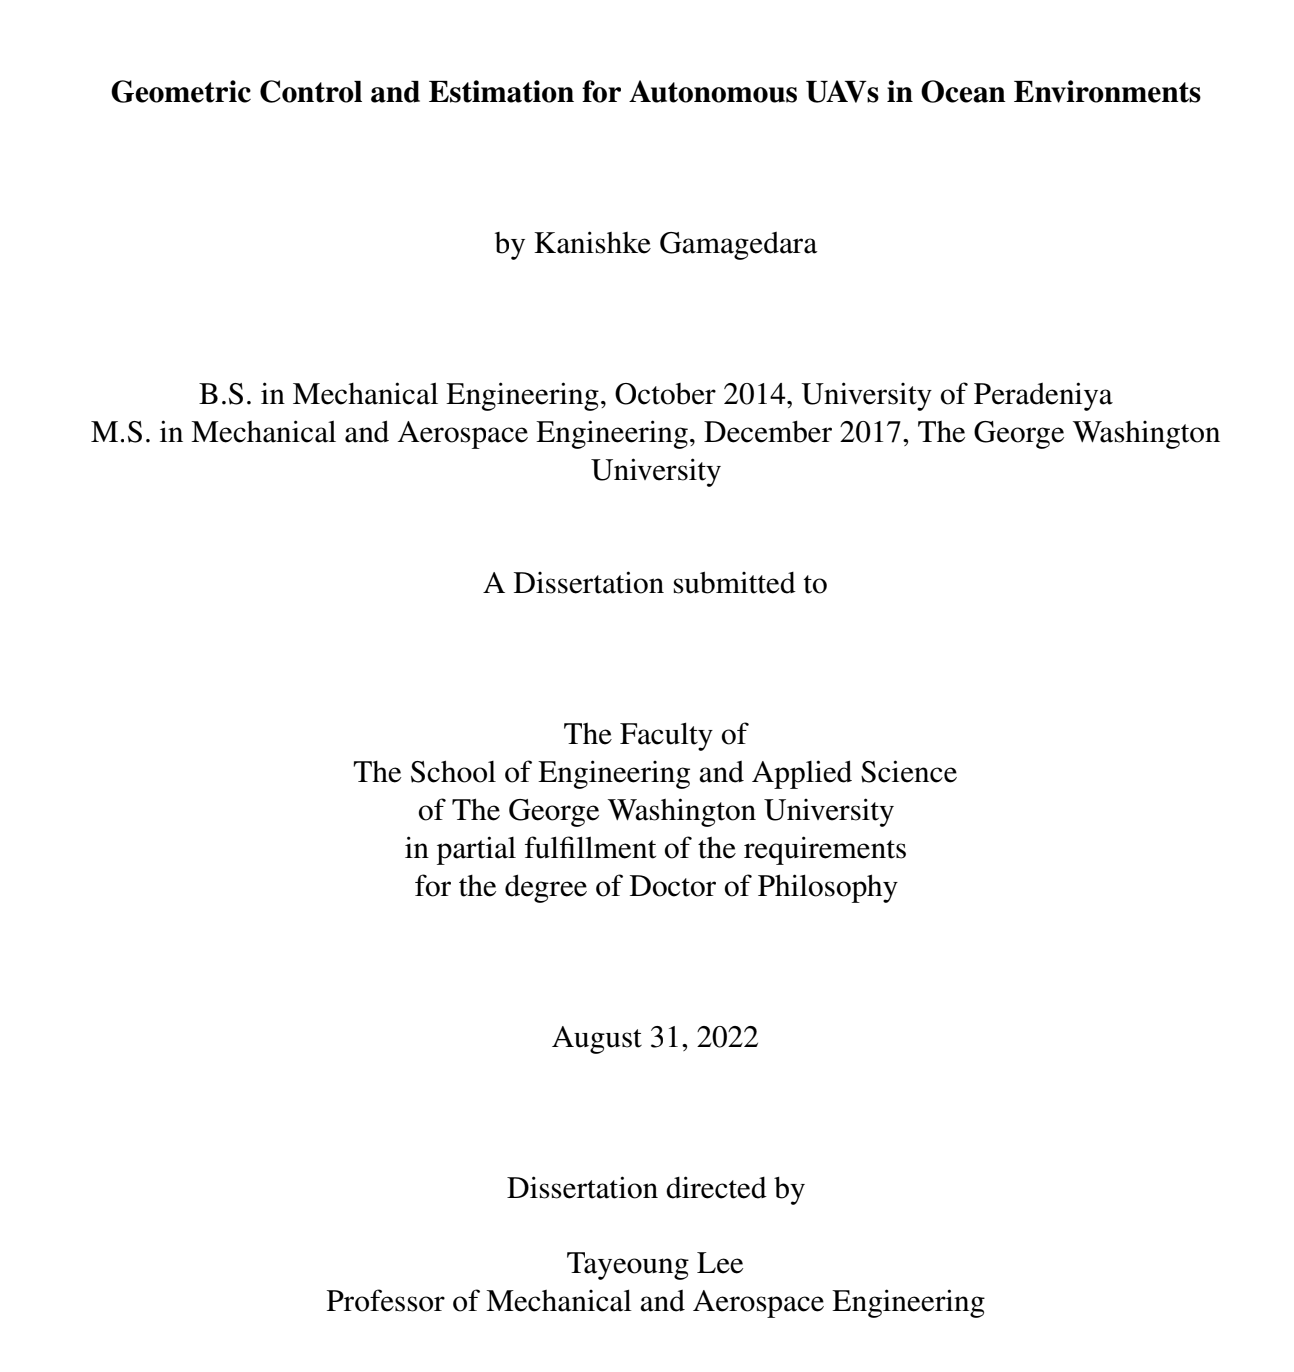 Geometric Control and Estimation for Autonomous UAVs in Ocean Environments
by Kanishke Gamagedara
B.S. in Mechanical Engineering, October 2014, University of Peradeniya
M.S. in Mechanical and Aerospace Engineering, December 2017, The George Washington
University
A Dissertation submitted to
The Faculty of
The School of Engineering and Applied Science
of The George Washington University
in partial fulfillment of the requirements
for the degree of Doctor of Philosophy
August 31, 2022
Dissertation directed by
Tayeoung Lee
Professor of Mechanical and Aerospace Engineering